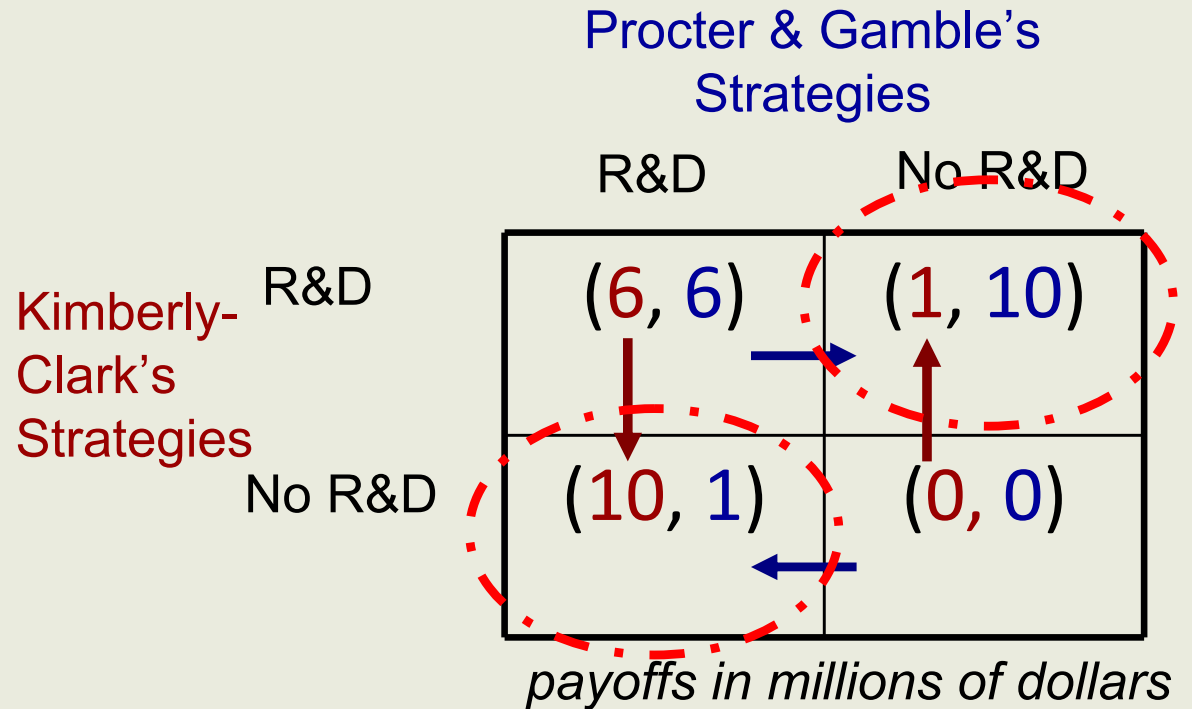 Procter & Gamble's
Strategies
R&D
No R&D
Kimberly-
Clark's
Strategies
R&D
(6, 6)
(1, 10)
No R&D
(10, 1)
(0, 0)
payoffs in millions of dollars